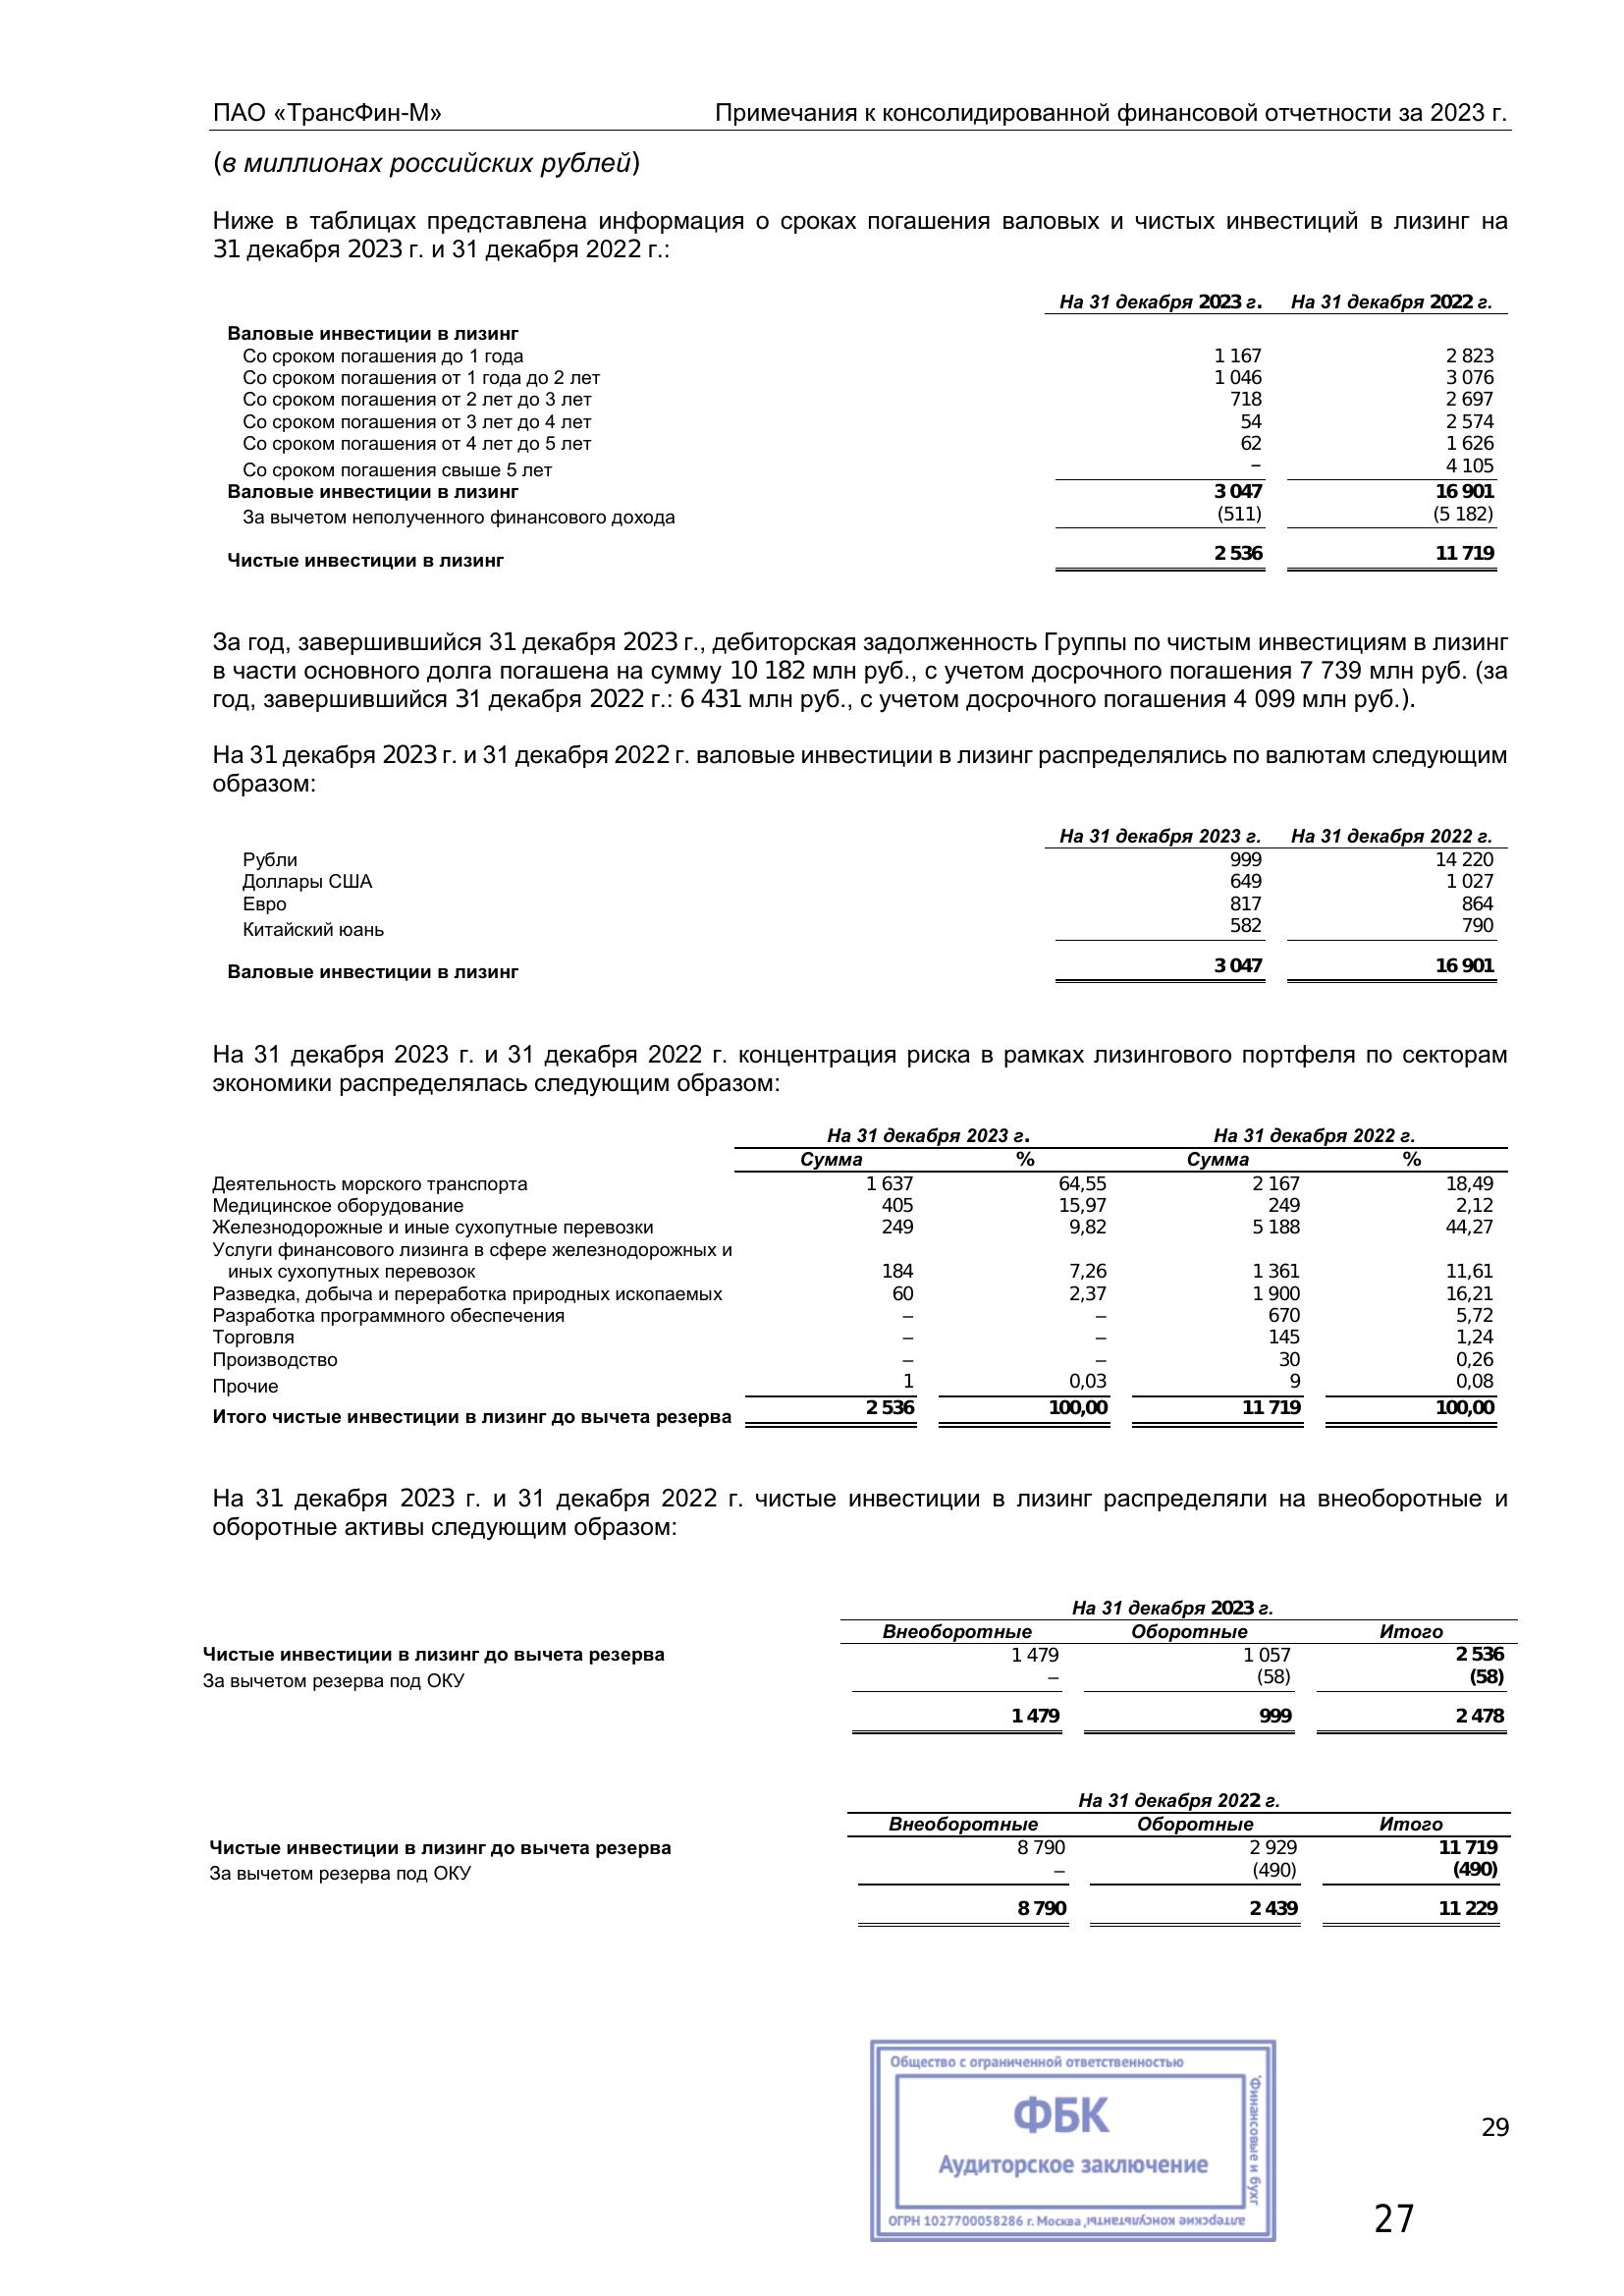 ПАО «ТрансФин-М» Примечания к консолидированной финансовой отчетности за 2023 г.
(в миллионах российских рублей)
Ниже в таблицах представлена информация о сроках погашения валовых и чистых инвестиций в лизинг на
31 декабря 2023 г. и 31 декабря 2022 г.:
На 31 декабря 2023 г. На 31 декабря 2022 г.
Валовые инвестиции в лизинг
Со сроком погашения до 1 года 1 167 2 823
Со сроком погашения от 1 года до 2 лет 1 046 3 076
Со сроком погашения от 2 лет до 3 лет 718 2 697
Со сроком погашения от 3 лет до 4 лет 54 2 574
Со сроком погашения от 4 лет до 5 лет 62 1 626
Со сроком погашения свыше 5 лет – 4 105
Валовые инвестиции в лизинг 3 047 16 901
За вычетом неполученного финансового дохода (511) (5 182)
Чистые инвестиции в лизинг 2 536 11 719
За год, завершившийся 31 декабря 2023 г., дебиторская задолженность Группы по чистым инвестициям в лизинг
в части основного долга погашена на сумму 10 182 млн руб., с учетом досрочного погашения 7 739 млн руб. (за
год, завершившийся 31 декабря 2022 г.: 6 431 млн руб., с учетом досрочного погашения 4 099 млн руб.).
На 31 декабря 2023 г. и 31 декабря 2022 г. валовые инвестиции в лизинг распределялись по валютам следующим
образом:
На 31 декабря 2023 г. На 31 декабря 2022 г.
Рубли 999 14 220
Доллары США 649 1 027
Евро 817 864
Китайский юань 582 790
Валовые инвестиции в лизинг 3 047 16 901
На 31 декабря 2023 г. и 31 декабря 2022 г. концентрация риска в рамках лизингового портфеля по секторам
экономики распределялась следующим образом:
На 31 декабря 2023 г. На 31 декабря 2022 г.
Сумма % Сумма %
Деятельность морского транспорта 1 637 64,55 2 167 18,49
Медицинское оборудование 405 15,97 249 2,12
Железнодорожные и иные сухопутные перевозки 249 9,82 5 188 44,27
Услуги финансового лизинга в сфере железнодорожных и
иных сухопутных перевозок 184 7,26 1 361 11,61
Разведка, добыча и переработка природных ископаемых 60 2,37 1 900 16,21
Разработка программного обеспечения – – 670 5,72
Торговля – – 145 1,24
Производство – – 30 0,26
Прочие 1 0,03 9 0,08
Итого чистые инвестиции в лизинг до вычета резерва 2 536 100,00 11 719 100,00
На 31 декабря 2023 г. и 31 декабря 2022 г. чистые инвестиции в лизинг распределяли на внеоборотные и
оборотные активы следующим образом:
На 31 декабря 2023 г.
Внеоборотные Оборотные Итого
Чистые инвестиции в лизинг до вычета резерва 1 479 1 057 2 536
За вычетом резерва под ОКУ – (58) (58)
1 479 999 2 478
На 31 декабря 2022 г.
Внеоборотные Оборотные Итого
Чистые инвестиции в лизинг до вычета резерва 8 790 2 929 11 719
За вычетом резерва под ОКУ – (490) (490)
8 790 2 439 11 229
Общество с ограниченной ответственностью
"Финансовые и бухг
алтерские консультанты"
ФБК
Аудиторское заключение
ОГРН 1027700058286 г. Москва
29
27